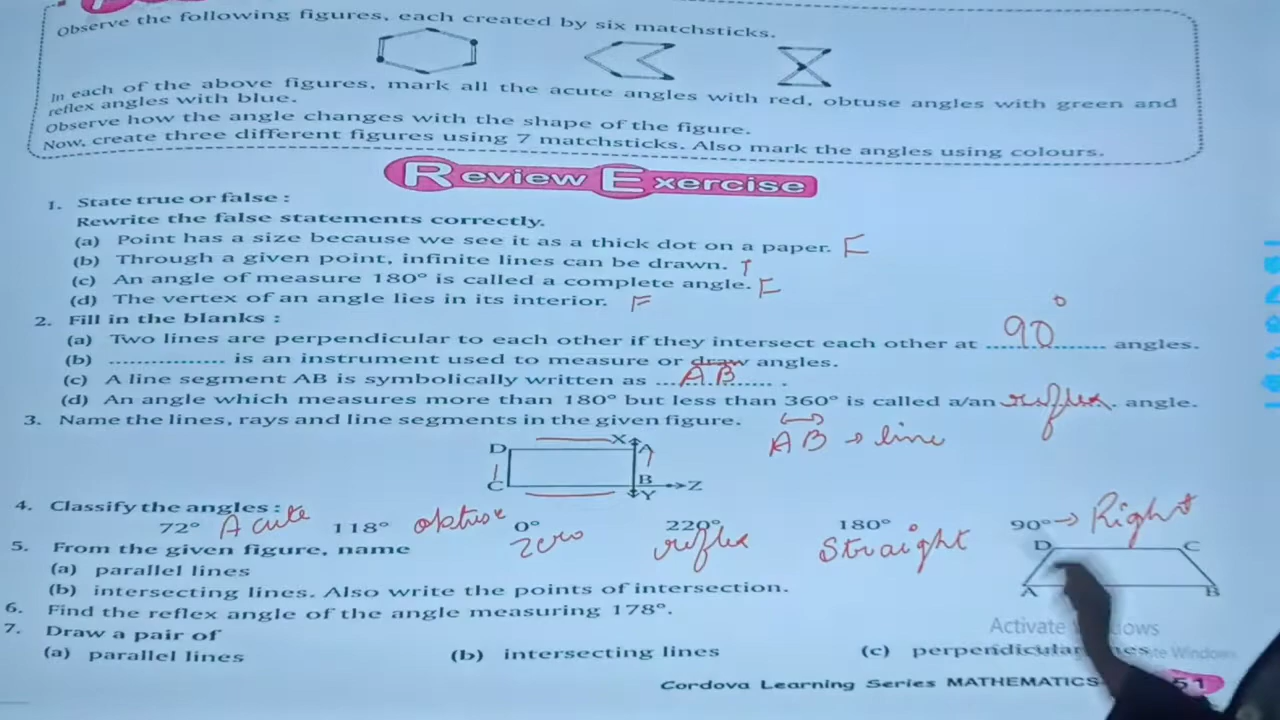 Observe the following figures, each created by six matchsticks.
In each of the above figures, mark all the acute angles with red, obtuse angles with green and
reflex angles with blue.
Observe how the angle changes with the shape of the figure.
Now, create three different figures using 7 matchsticks. Also mark the angles using colours.
Review Exercise
1. State true or false :
Rewrite the false statements correctly.
(a) Point has a size because we see it as a thick dot on a paper. F
(b) Through a given point, infinite lines can be drawn. T
(c) An angle of measure 180° is called a complete angle. F
(d) The vertex of an angle lies in its interior. F
2. Fill in the blanks :
(a) Two lines are perpendicular to each other if they intersect each other at 90° angles.
(b) .................. is an instrument used to measure or draw angles.
(c) A line segment AB is symbolically written as ...AB........ .
(d) An angle which measures more than 180° but less than 360° is called a/an reflex angle.
3. Name the lines, rays and line segments in the given figure.
AB → line
D X A
C B Z
Y
4. Classify the angles :
72° Acute 118° obtuse 0° Zero 220° reflex 180° Straight 90° → Right
5. From the given figure, name
D C
(a) parallel lines
A B
(b) intersecting lines. Also write the points of intersection.
6. Find the reflex angle of the angle measuring 178°.
7. Draw a pair of
(a) parallel lines (b) intersecting lines (c) perpendicular
Activate
Cordova Learning Series MATHEMATICS 51